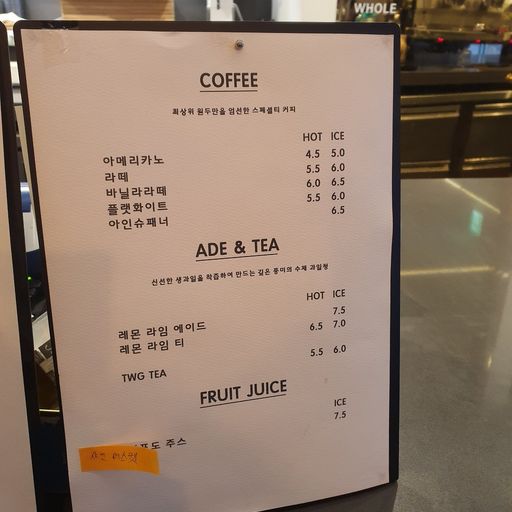 WHOLE
COFFEE
최상위 원두만을 엄선한 스페셜티 커피
HOT ICE
아메리카노 4.5 5.0
라떼 5.5 6.0
바닐라라떼 6.0 6.5
플랫화이트 5.5 6.0
아인슈패너 6.5
ADE & TEA
신선한 생과일을 착즙하여 만드는 깊은 풍미의 수제 과일청
HOT ICE
레몬 라임 에이드 7.5
레몬 라임 티 6.5 7.0
TWG TEA 5.5 6.0
FRUIT JUICE
ICE
주스 7.5